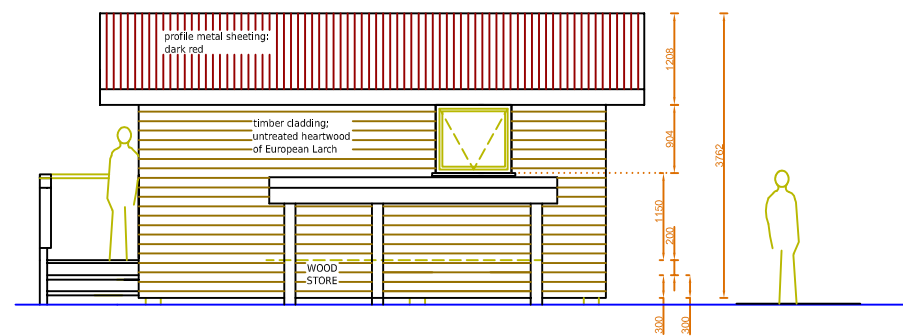 profile metal sheeting:
dark red
timber cladding;
untreated heartwood
of European Larch
WOOD
STORE
1208
904
3762
1150
200
300
300